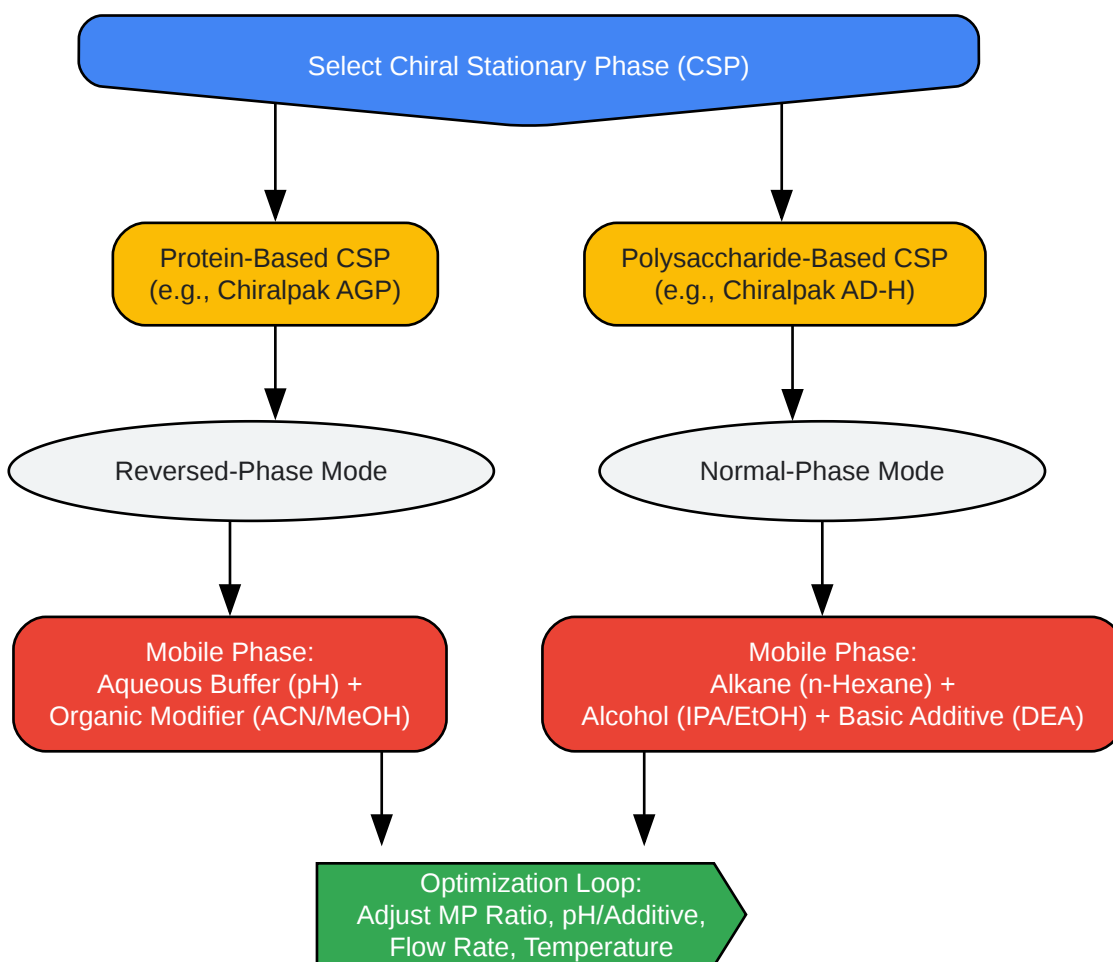 Select Chiral Stationary Phase (CSP)
Protein-Based CSP
(e.g., Chiralpak AGP)
Polysaccharide-Based CSP
(e.g., Chiralpak AD-H)
Reversed-Phase Mode
Normal-Phase Mode
Mobile Phase:
Aqueous Buffer (pH) +
Organic Modifier (ACN/MeOH)
Mobile Phase:
Alkane (n-Hexane) +
Alcohol (IPA/EtOH) + Basic Additive (DEA)
Optimization Loop:
Adjust MP Ratio, pH/Additive,
Flow Rate, Temperature